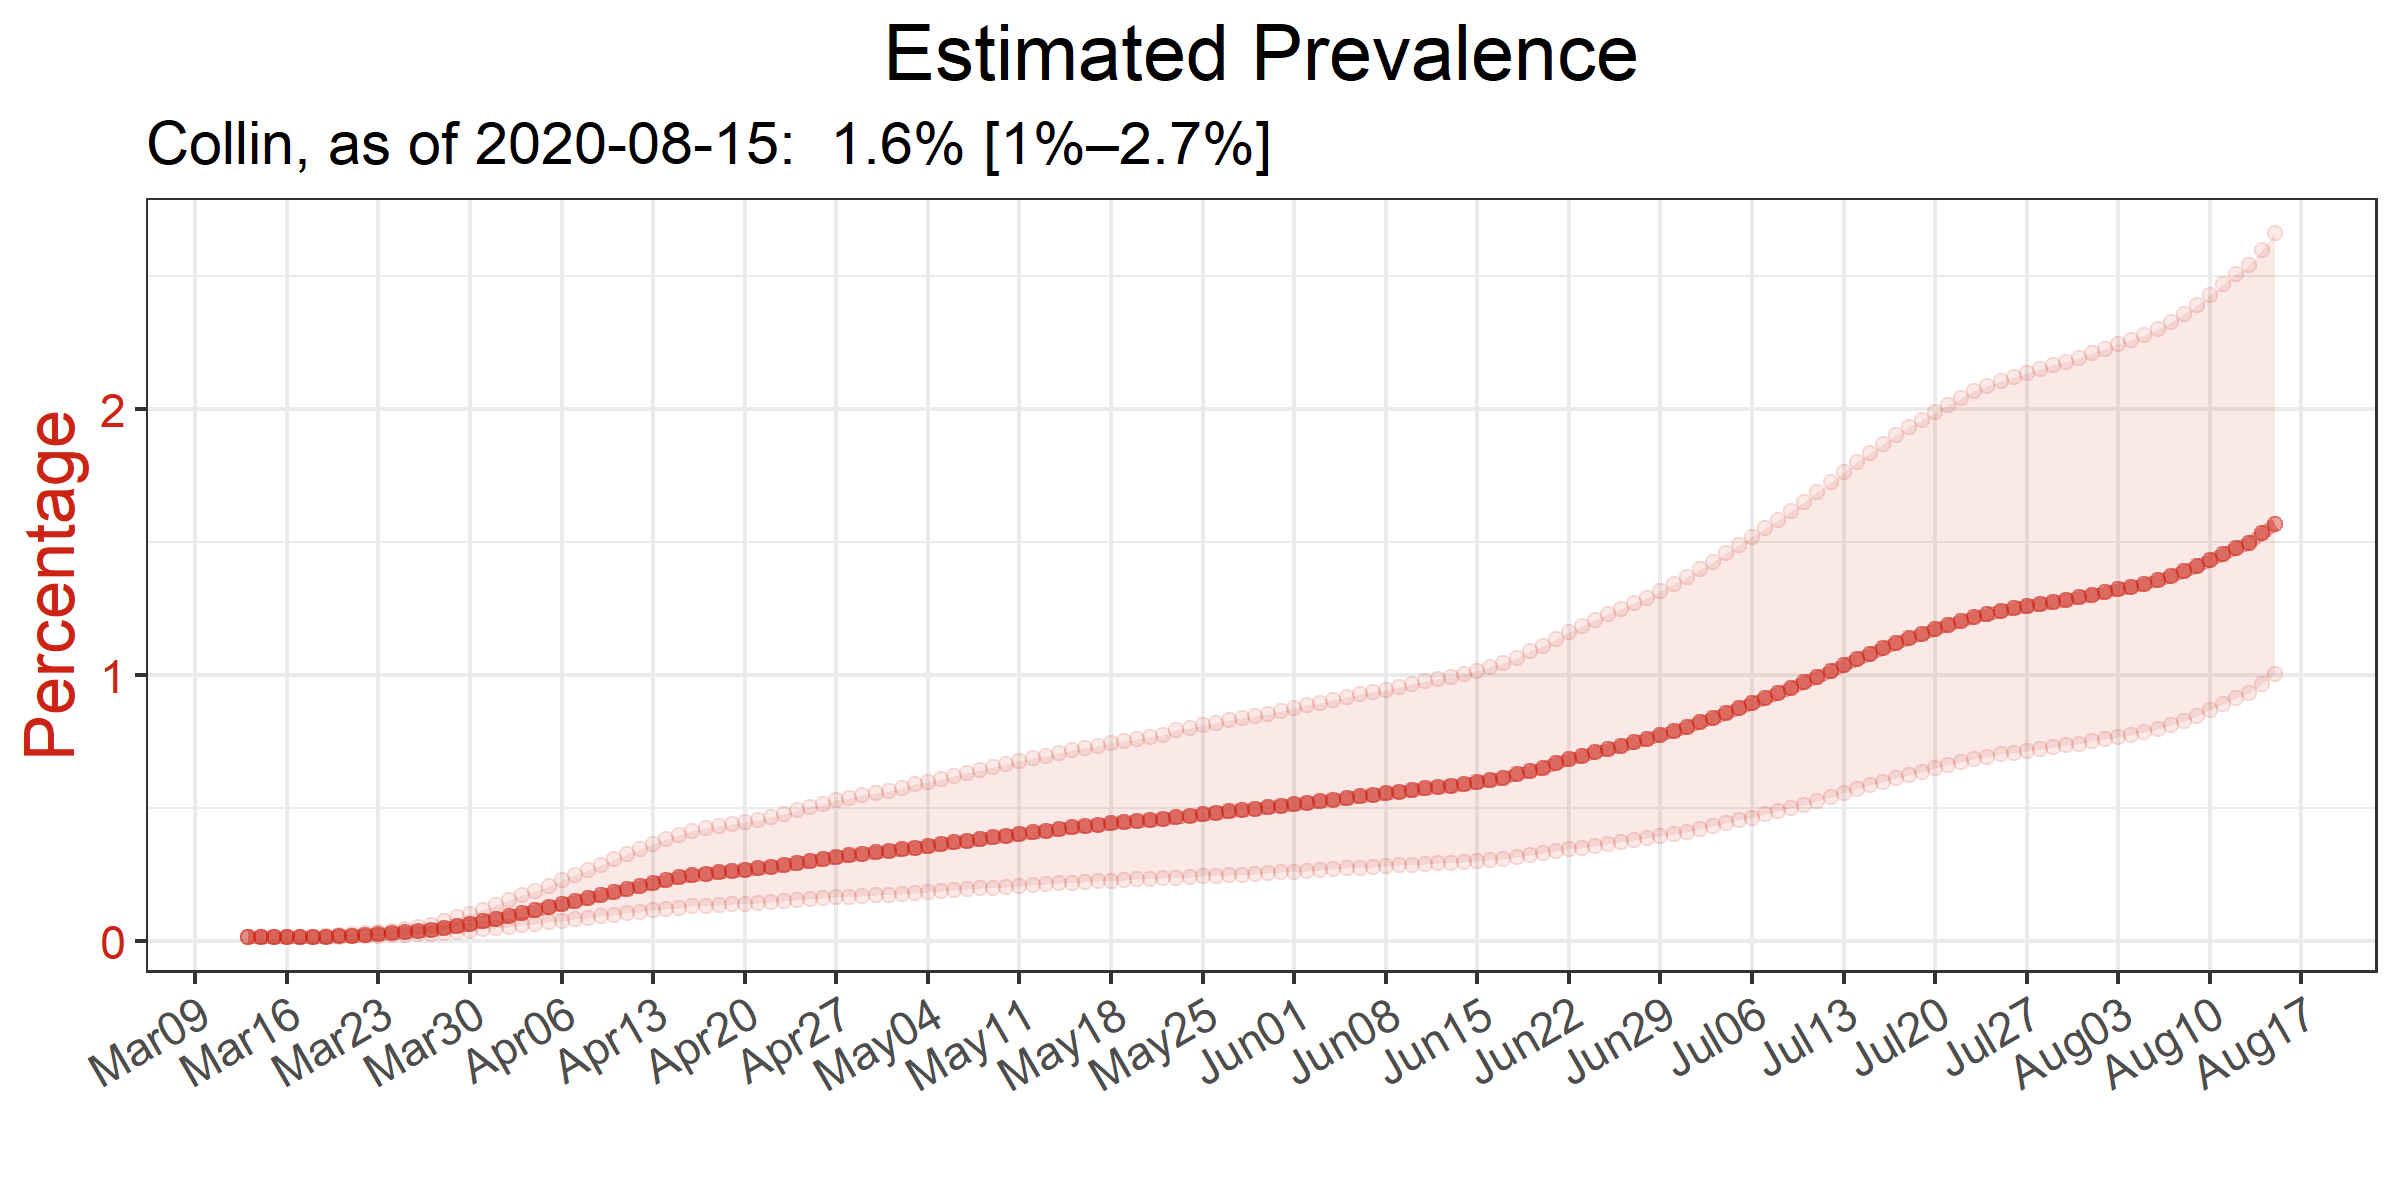 Estimated Prevalence
Collin, as of 2020-08-15:  1.6% [1%–2.7%]
Percentage
2
1
0
Mar09 Mar16 Mar23 Mar30 Apr06 Apr13 Apr20 Apr27 May04 May11 May18 May25 Jun01 Jun08 Jun15 Jun22 Jun29 Jul06 Jul13 Jul20 Jul27 Aug03 Aug10 Aug17